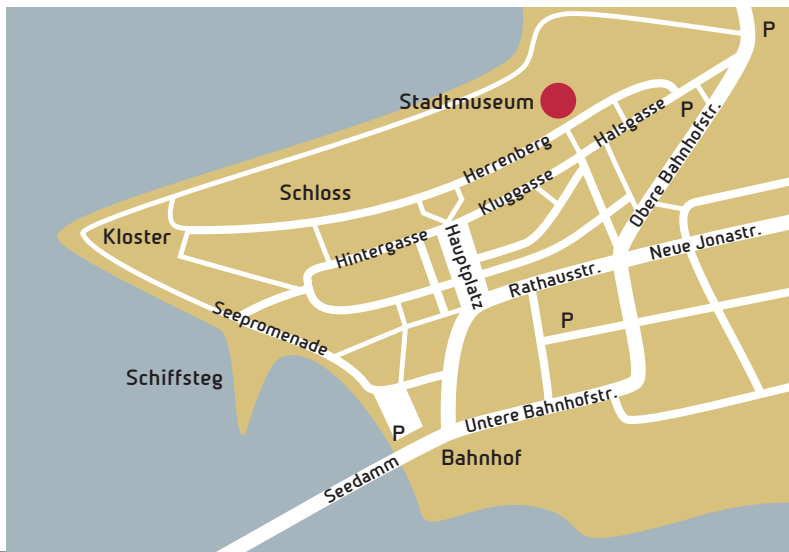 P
Stadtmuseum
P
Halsgasse
Herrenberg
Obere Bahnhofstr.
Schloss
Kluggasse
Kloster
Hintergasse
Hauptplatz
Neue Jonastr.
Rathausstr.
Seepromenade
P
Schiffsteg
Untere Bahnhofstr.
P
Bahnhof
Seedamm